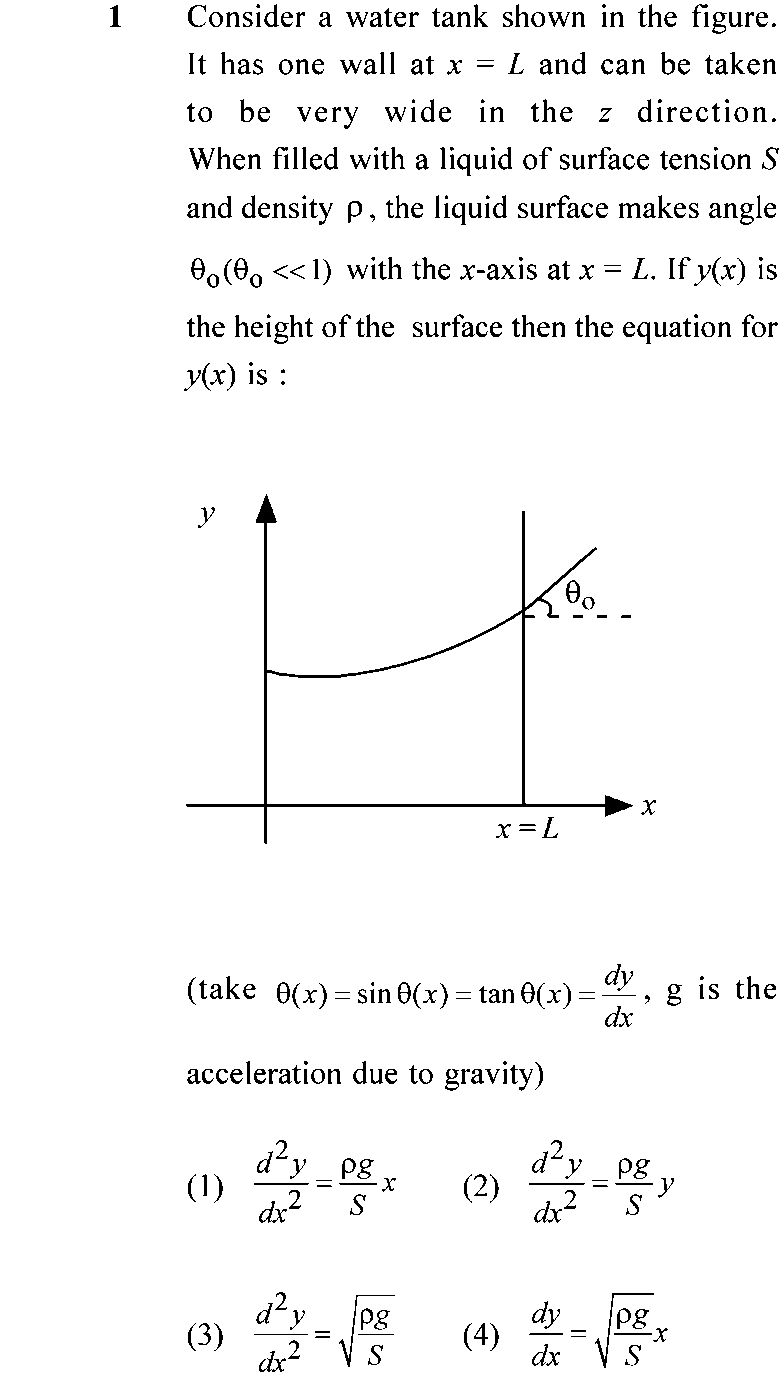 1 Consider a water tank shown in the figure.
It has one wall at x = L and can be taken
to be very wide in the z direction.
When filled with a liquid of surface tension S
and density ρ, the liquid surface makes angle
θ₀(θ₀ << 1) with the x-axis at x = L. If y(x) is
the height of the surface then the equation for
y(x) is :
y
θ₀
x
x = L
(take θ(x) = sin θ(x) = tan θ(x) = dy/dx, g is the
acceleration due to gravity)
(1) d²y/dx² = ρg/S x (2) d²y/dx² = ρg/S y
(3) d²y/dx² = √(ρg/S) (4) dy/dx = √(ρg/S) x